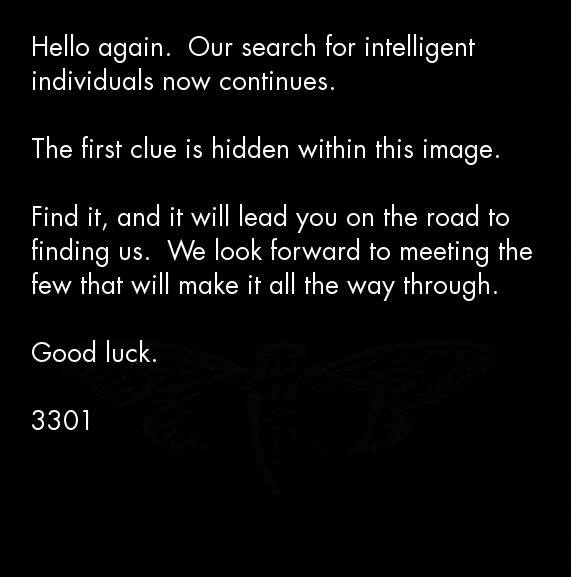 Hello again.  Our search for intelligent
individuals now continues.
The first clue is hidden within this image.
Find it, and it will lead you on the road to
finding us.  We look forward to meeting the
few that will make it all the way through.
Good luck.
3301